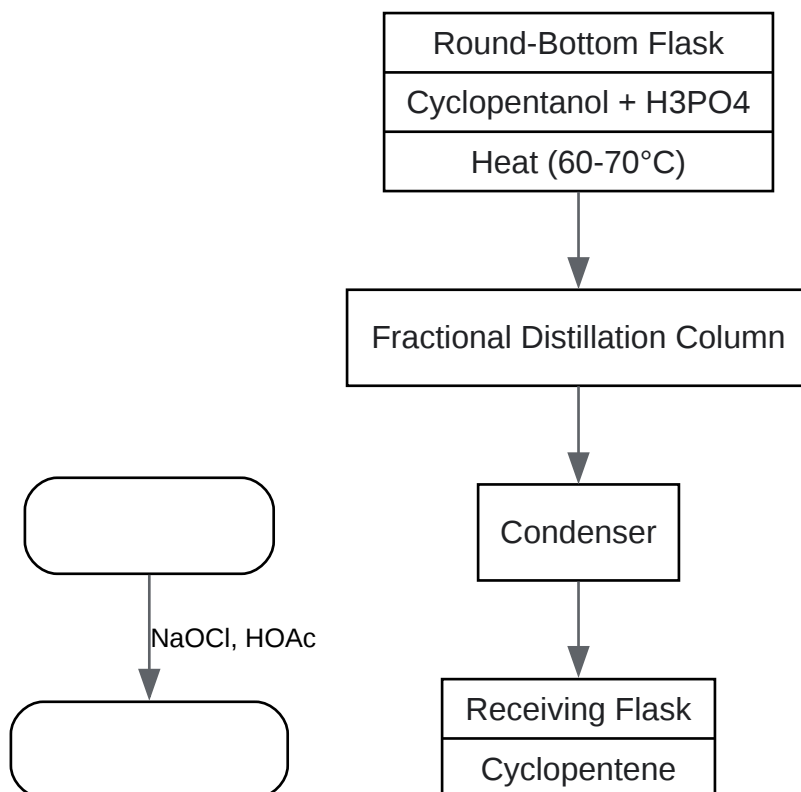 Round-Bottom Flask
Cyclopentanol + H3PO4
Heat (60-70°C)
Fractional Distillation Column
Condenser
NaOCl, HOAc
Receiving Flask
Cyclopentene